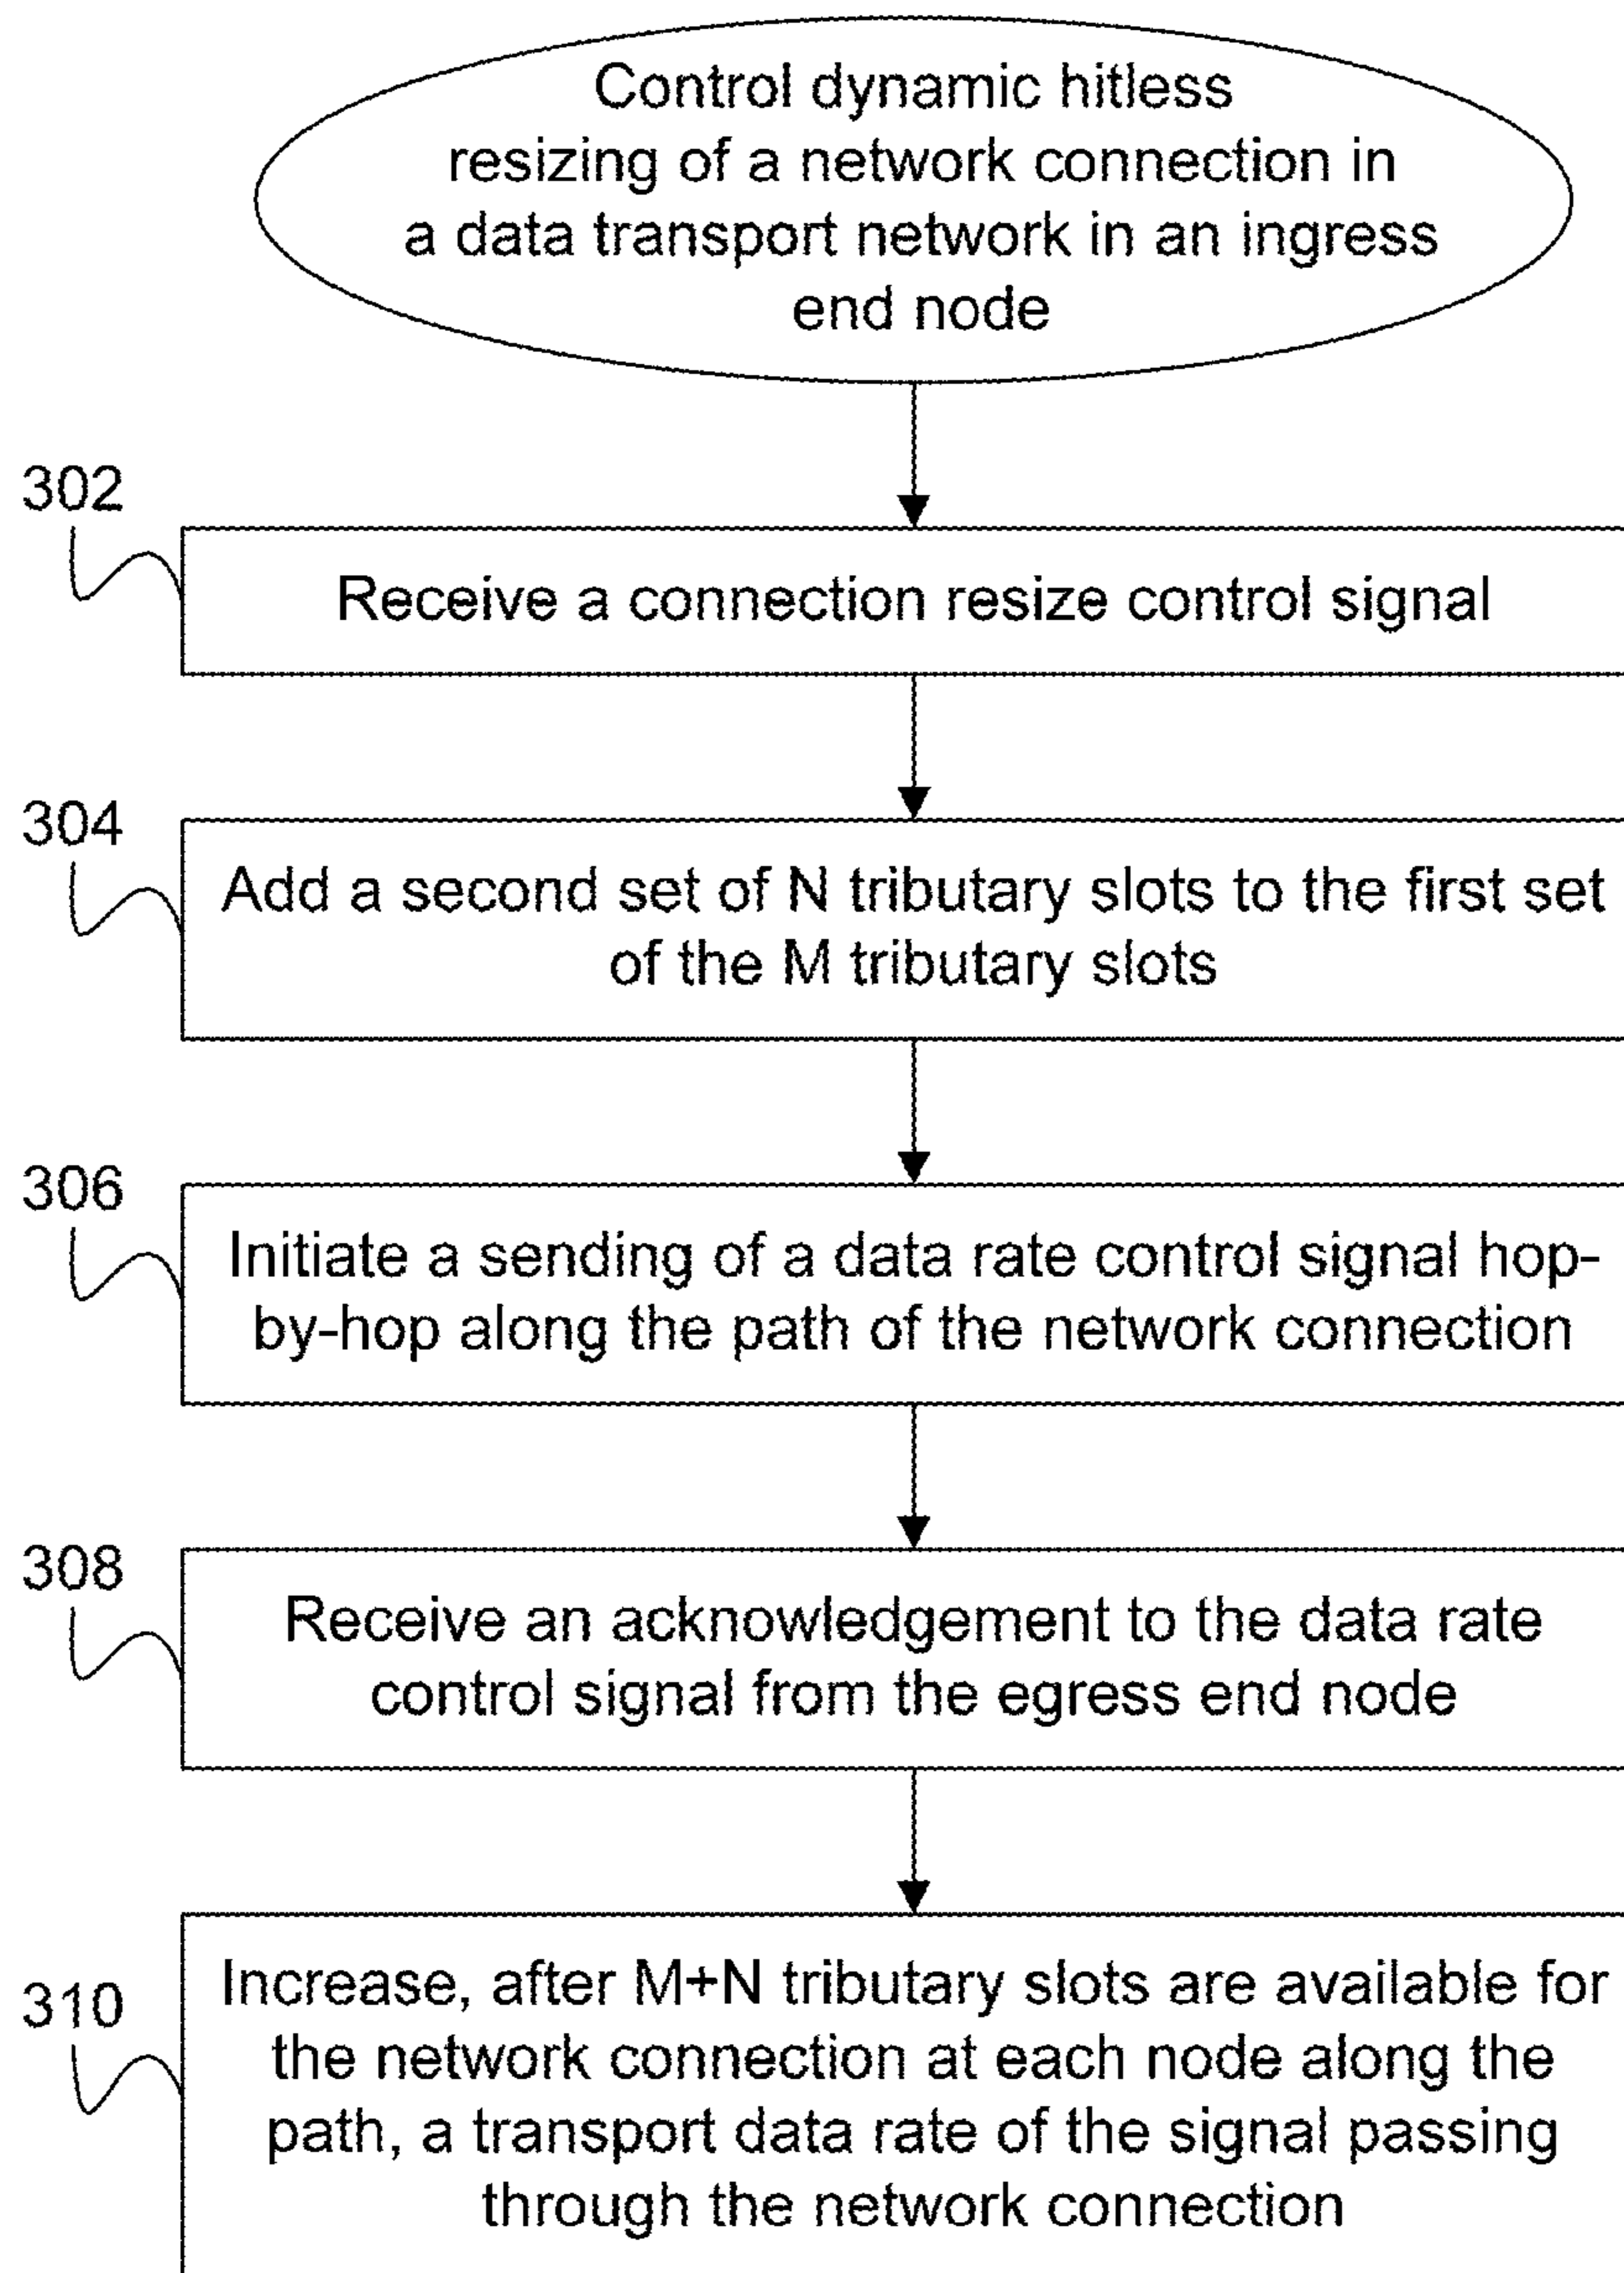 Control dynamic hitless
resizing of a network connection in
a data transport network in an ingress
end node
302
Receive a connection resize control signal
304
Add a second set of N tributary slots to the first set
of the M tributary slots
306
Initiate a sending of a data rate control signal hop-
by-hop along the path of the network connection
308
Receive an acknowledgement to the data rate
control signal from the egress end node
310
Increase, after M+N tributary slots are available for
the network connection at each node along the
path, a transport data rate of the signal passing
through the network connection